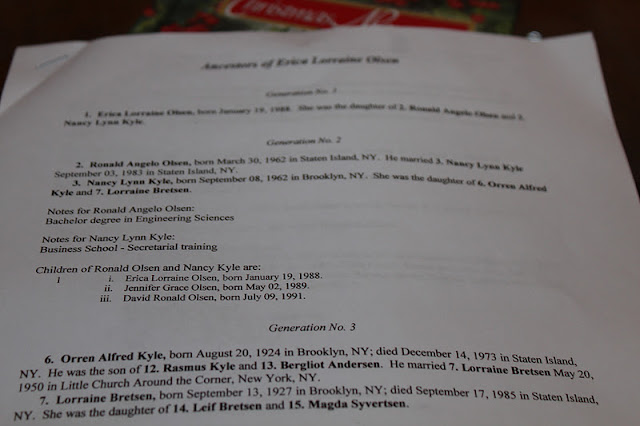 Christmas
Ancestors of Erica Lorraine Olsen
Generation No. 1
1. Erica Lorraine Olsen, born January 19, 1988. She was the daughter of 2. Ronald Angelo Olsen and 3.
Nancy Lynn Kyle.
Generation No. 2
2. Ronald Angelo Olsen, born March 30, 1962 in Staten Island, NY. He married 3. Nancy Lynn Kyle
September 03, 1983 in Staten Island, NY.
3. Nancy Lynn Kyle, born September 08, 1962 in Brooklyn, NY. She was the daughter of 6. Orren Alfred
Kyle and 7. Lorraine Bretsen.
Notes for Ronald Angelo Olsen:
Bachelor degree in Engineering Sciences
Notes for Nancy Lynn Kyle:
Business School - Secretarial training
Children of Ronald Olsen and Nancy Kyle are:
1 i. Erica Lorraine Olsen, born January 19, 1988.
ii. Jennifer Grace Olsen, born May 02, 1989.
iii. David Ronald Olsen, born July 09, 1991.
Generation No. 3
6. Orren Alfred Kyle, born August 20, 1924 in Brooklyn, NY; died December 14, 1973 in Staten Island,
NY. He was the son of 12. Rasmus Kyle and 13. Bergliot Andersen. He married 7. Lorraine Bretsen May 20,
1950 in Little Church Around the Corner, New York, NY.
7. Lorraine Bretsen, born September 13, 1927 in Brooklyn, NY; died September 17, 1985 in Staten Island,
NY. She was the daughter of 14. Leif Bretsen and 15. Magda Syvertsen.